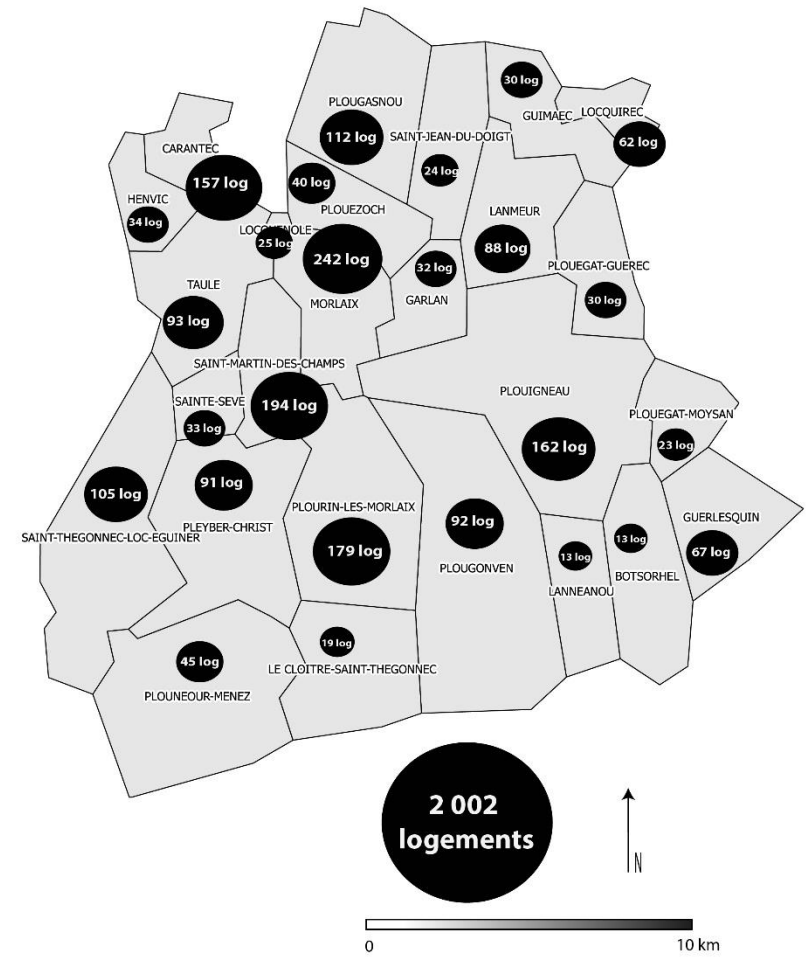 30 log
PLOUGASNOU
GUIMAEC
LOCQUIREC
112 log
SAINT-JEAN-DU-DOIGT
62 log
CARANTEC
157 log
40 log
24 log
HENVIC
34 log
PLOUEZOCH
LANMEUR
LOCQUENOLE
25 log
242 log
88 log
32 log
PLOUEGAT-GUEREC
TAULE
MORLAIX
GARLAN
30 log
93 log
SAINT-MARTIN-DES-CHAMPS
PLOUIGNEAU
SAINTE-SEVE
194 log
PLOUEGAT-MOYSAN
33 log
162 log
23 log
91 log
105 log
PLOURIN-LES-MORLAIX
92 log
GUERLESQUIN
PLEYBER-CHRIST
SAINT-THEGONNEC-LOC-EGUINER
179 log
13 log
13 log
67 log
PLOUGONVEN
BOTSORHEL
LANNEANOU
19 log
45 log
LE CLOITRE-SAINT-THEGONNEC
PLOUNEOUR-MENEZ
2 002
logements
N
0
10 km